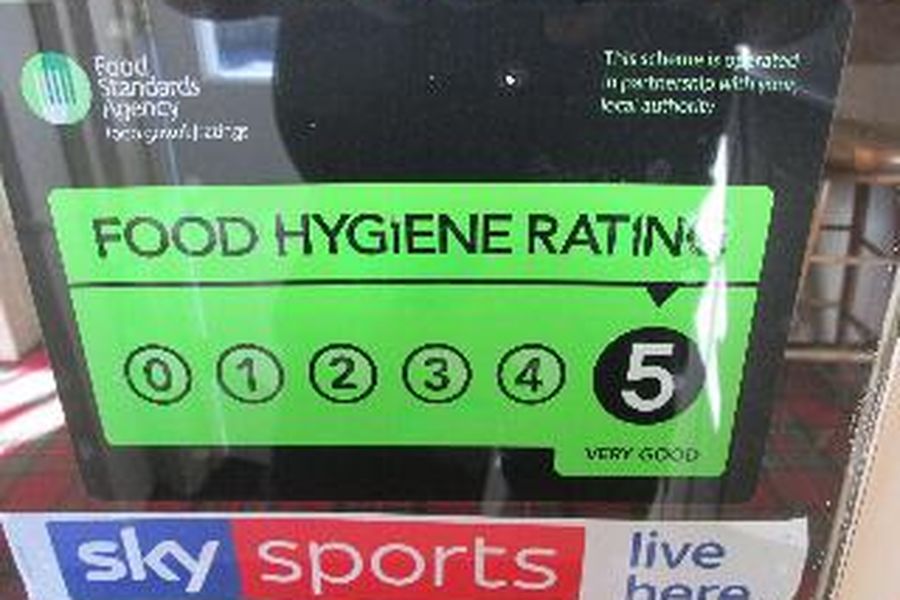 Food
Standards
Agency
This scheme is operated
in partnership with your
local authority
FOOD HYGIENE RATING
0 1 2 3 4 5
VERY GOOD
sky sports live
here